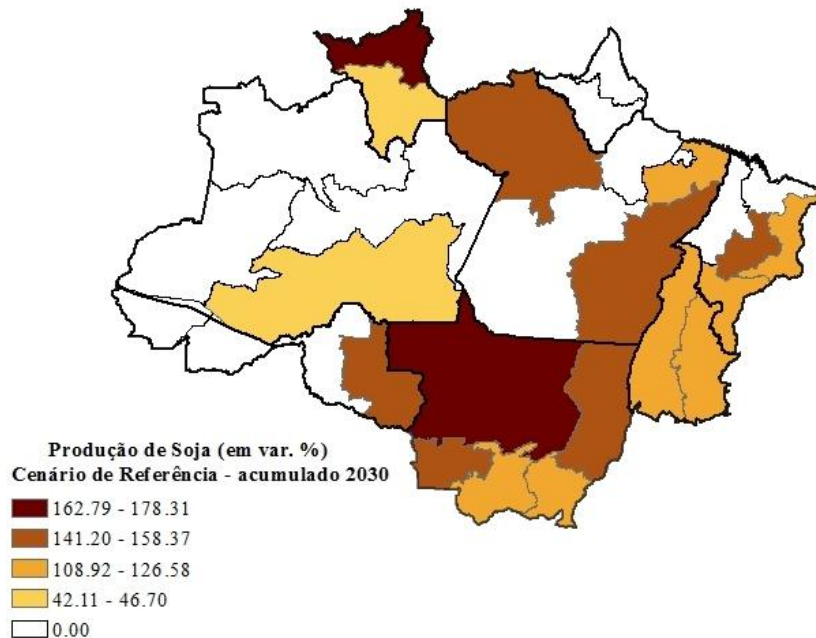 Produção de Soja (em var. %)
Cenário de Referência - acumulado 2030
162.79 - 178.31
141.20 - 158.37
108.92 - 126.58
42.11 - 46.70
0.00